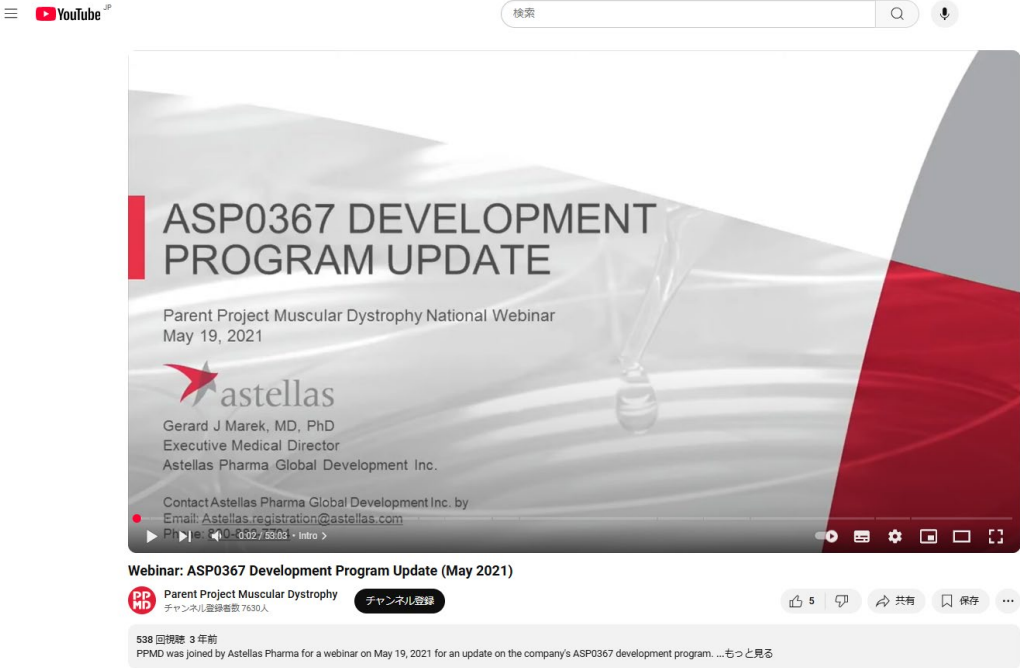 YouTube JP
検索
ASP0367 DEVELOPMENT
PROGRAM UPDATE
Parent Project Muscular Dystrophy National Webinar
May 19, 2021
astellas
Gerard J Marek, MD, PhD
Executive Medical Director
Astellas Pharma Global Development Inc.
Contact Astellas Pharma Global Development Inc. by
Email: Astellas.registration@astellas.com
0:02 / 53:03 • Intro
Webinar: ASP0367 Development Program Update (May 2021)
PP
MD
Parent Project Muscular Dystrophy
チャンネル登録者数 7630人
チャンネル登録
5
共有
保存
538 回視聴 3 年前
PPMD was joined by Astellas Pharma for a webinar on May 19, 2021 for an update on the company's ASP0367 development program. ...もっと見る